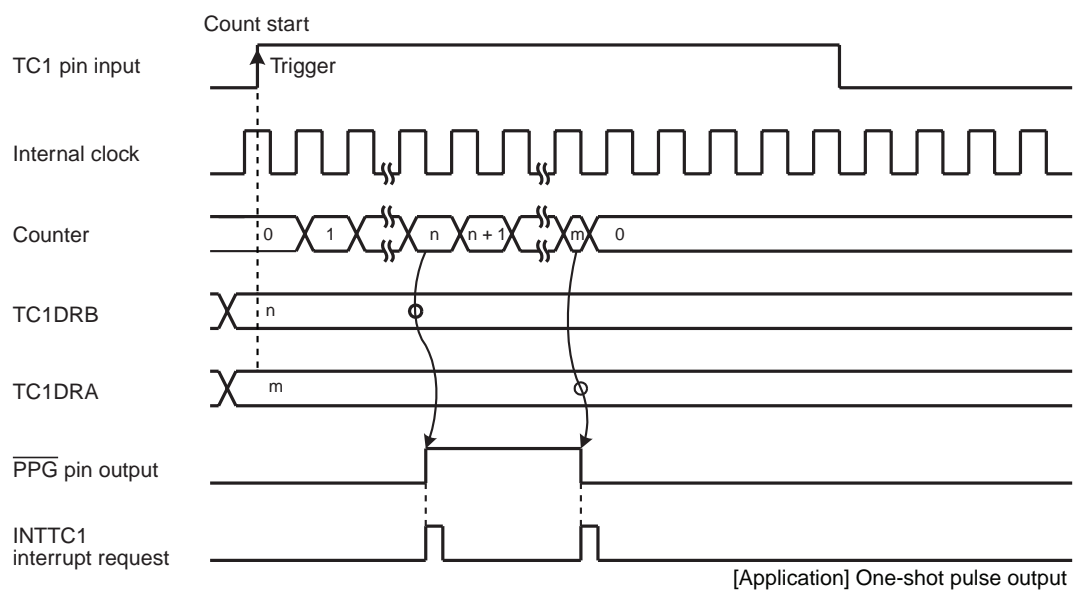 Count start
TC1 pin input
Trigger
Internal clock
Counter
0 1 n n + 1 m 0
TC1DRB
n
TC1DRA
m
PPG pin output
INTTC1
interrupt request
[Application] One-shot pulse output